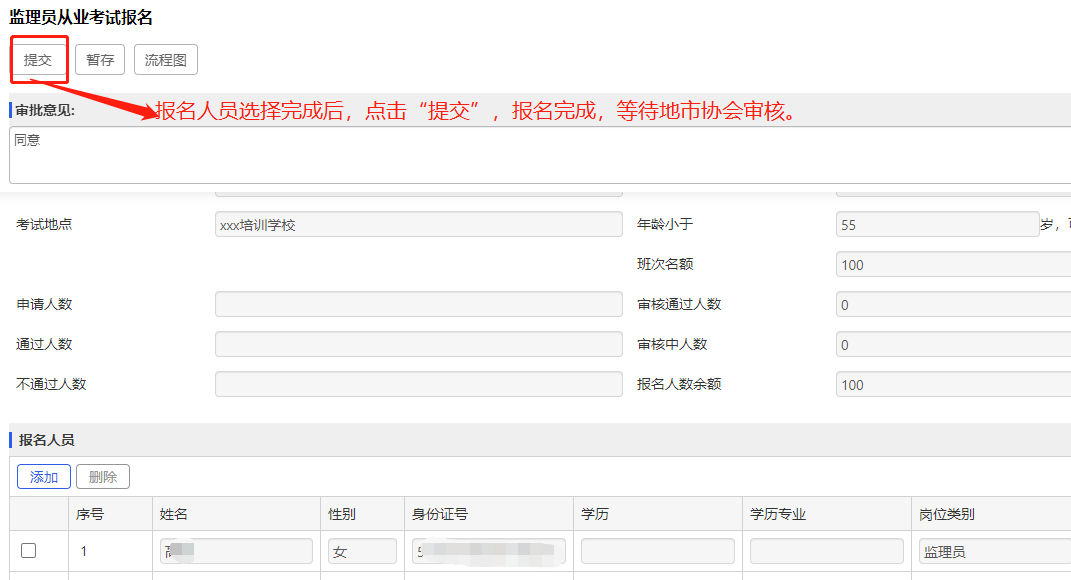 监理员从业考试报名
提交 暂存 流程图
审批意见: 报名人员选择完成后，点击“提交”，报名完成，等待地市协会审核。
同意
考试地点 xxx培训学校 年龄小于 55 岁，
班次名额 100
申请人数 审核通过人数 0
通过人数 审核中人数 0
不通过人数 报名人数余额 100
报名人员
添加 删除
序号 姓名 性别 身份证号 学历 学历专业 岗位类别
1 女 5 监理员